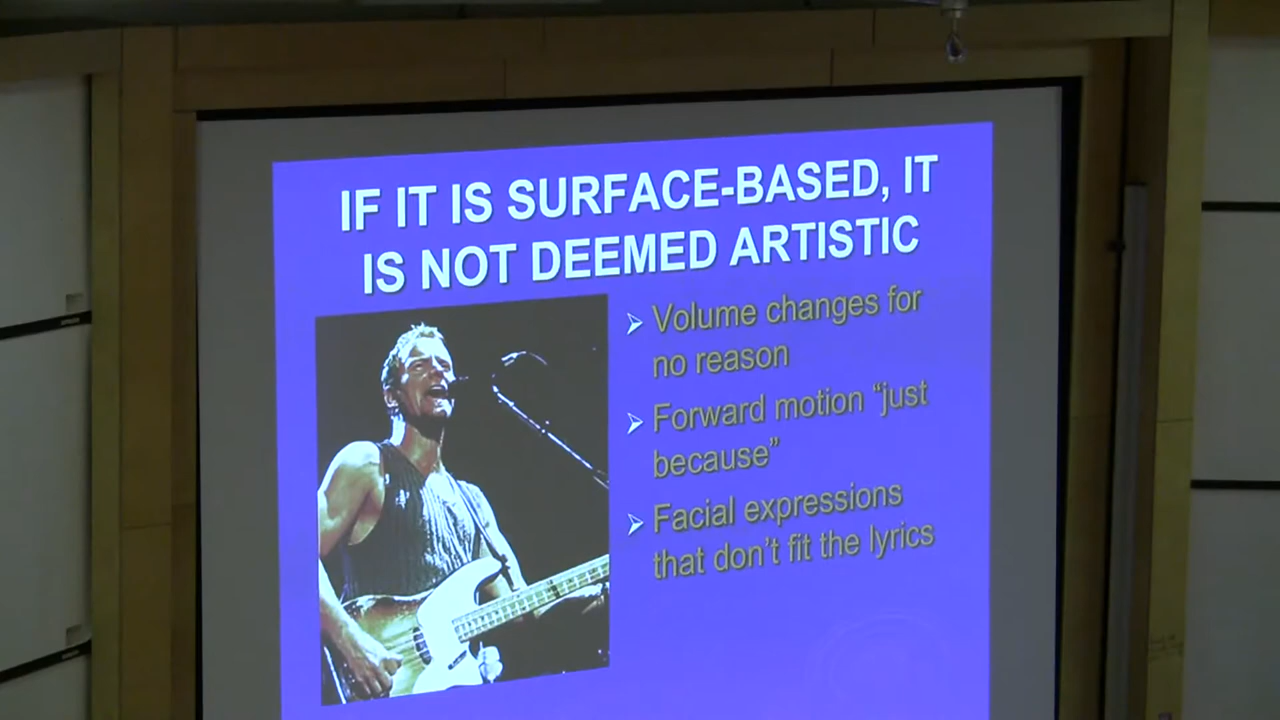 IF IT IS SURFACE-BASED, IT
IS NOT DEEMED ARTISTIC
Volume changes for
no reason
Forward motion “just
because”
Facial expressions
that don’t fit the lyrics